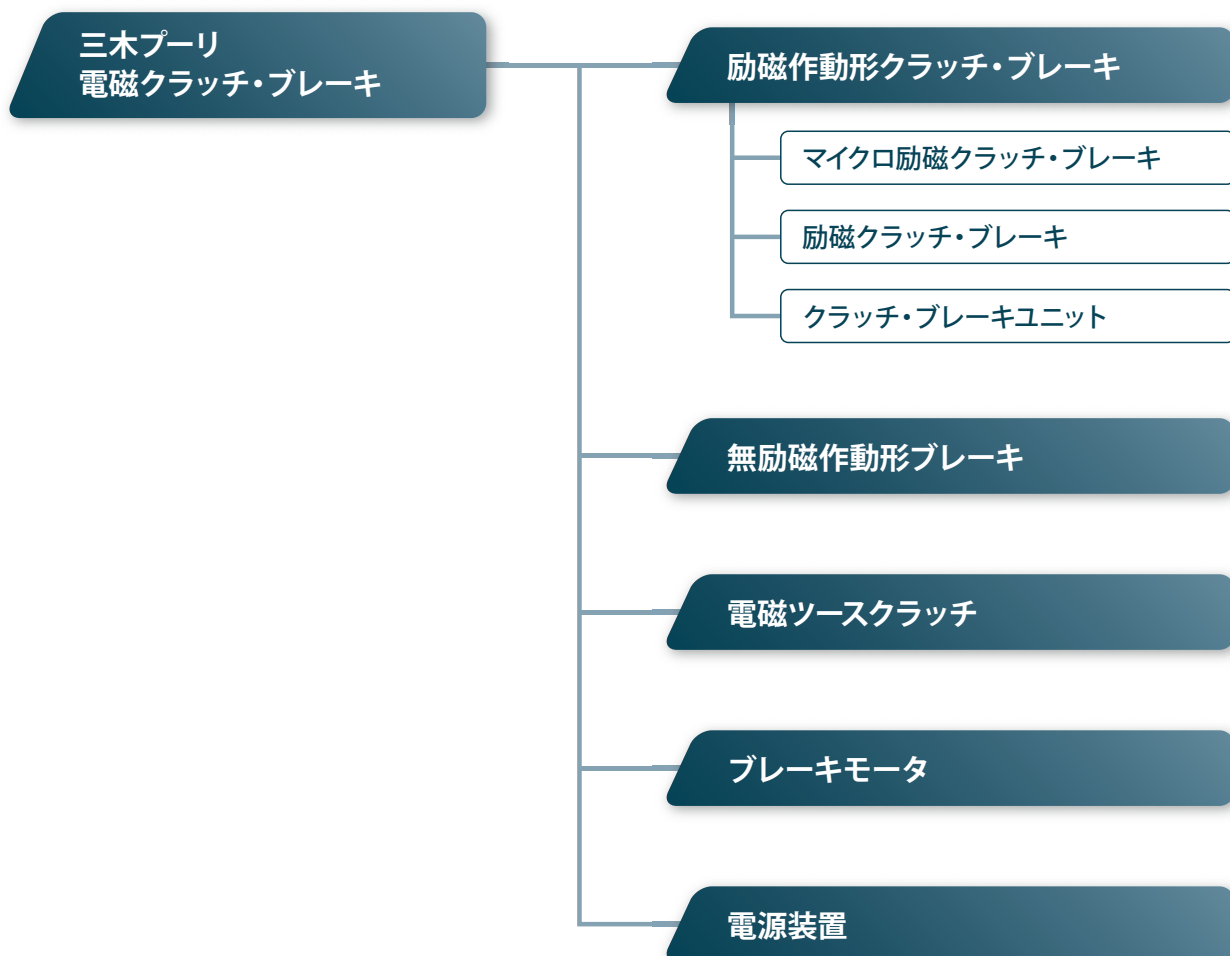 三木プーリ
電磁クラッチ・ブレーキ
励磁作動形クラッチ・ブレーキ
マイクロ励磁クラッチ・ブレーキ
励磁クラッチ・ブレーキ
クラッチ・ブレーキユニット
無励磁作動形ブレーキ
電磁ツースクラッチ
ブレーキモータ
電源装置